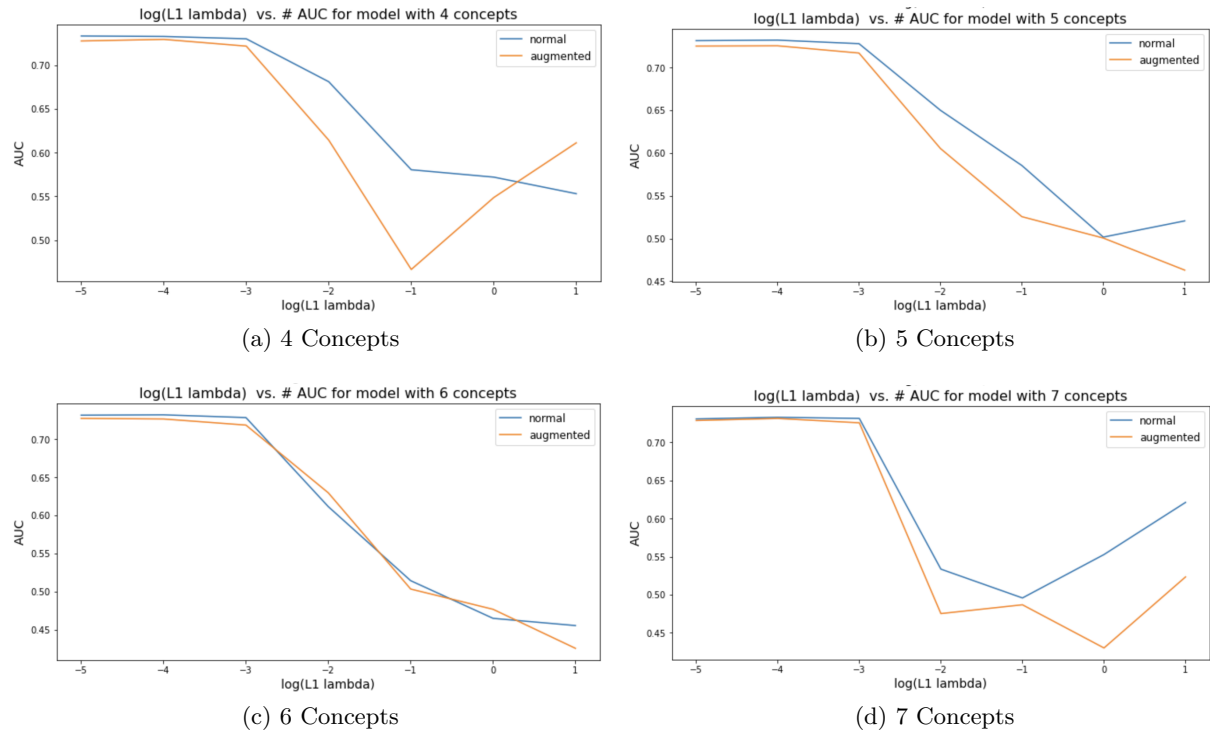 log(L1 lambda)  vs. # AUC for model with 4 concepts
normal
augmented
0.70
0.65
0.60
0.55
0.50
AUC
−5 −4 −3 −2 −1 0 1
log(L1 lambda)
(a) 4 Concepts
log(L1 lambda)  vs. # AUC for model with 5 concepts
normal
augmented
0.70
0.65
0.60
0.55
0.50
0.45
AUC
−5 −4 −3 −2 −1 0 1
log(L1 lambda)
(b) 5 Concepts
log(L1 lambda)  vs. # AUC for model with 6 concepts
normal
augmented
0.70
0.65
0.60
0.55
0.50
0.45
AUC
−5 −4 −3 −2 −1 0 1
log(L1 lambda)
(c) 6 Concepts
log(L1 lambda)  vs. # AUC for model with 7 concepts
normal
augmented
0.70
0.65
0.60
0.55
0.50
0.45
AUC
−5 −4 −3 −2 −1 0 1
log(L1 lambda)
(d) 7 Concepts